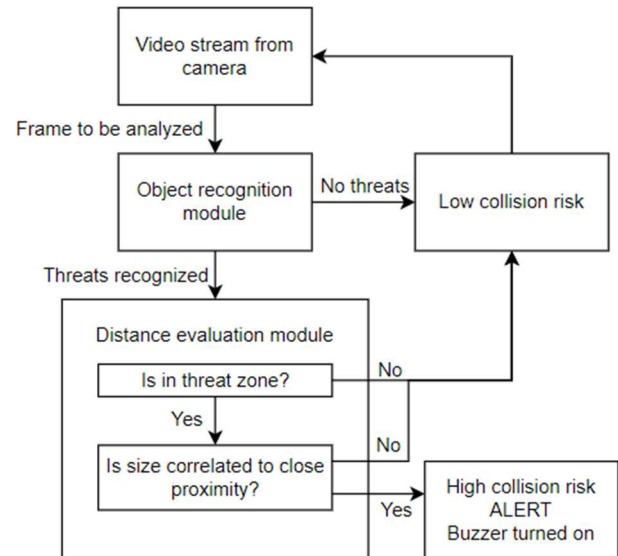 Video stream from
camera
Frame to be analyzed
Object recognition
module
No threats
Low collision risk
Threats recognized
Distance evaluation module
Is in threat zone?
No
Yes
Is size correlated to close
proximity?
No
Yes
High collision risk
ALERT
Buzzer turned on